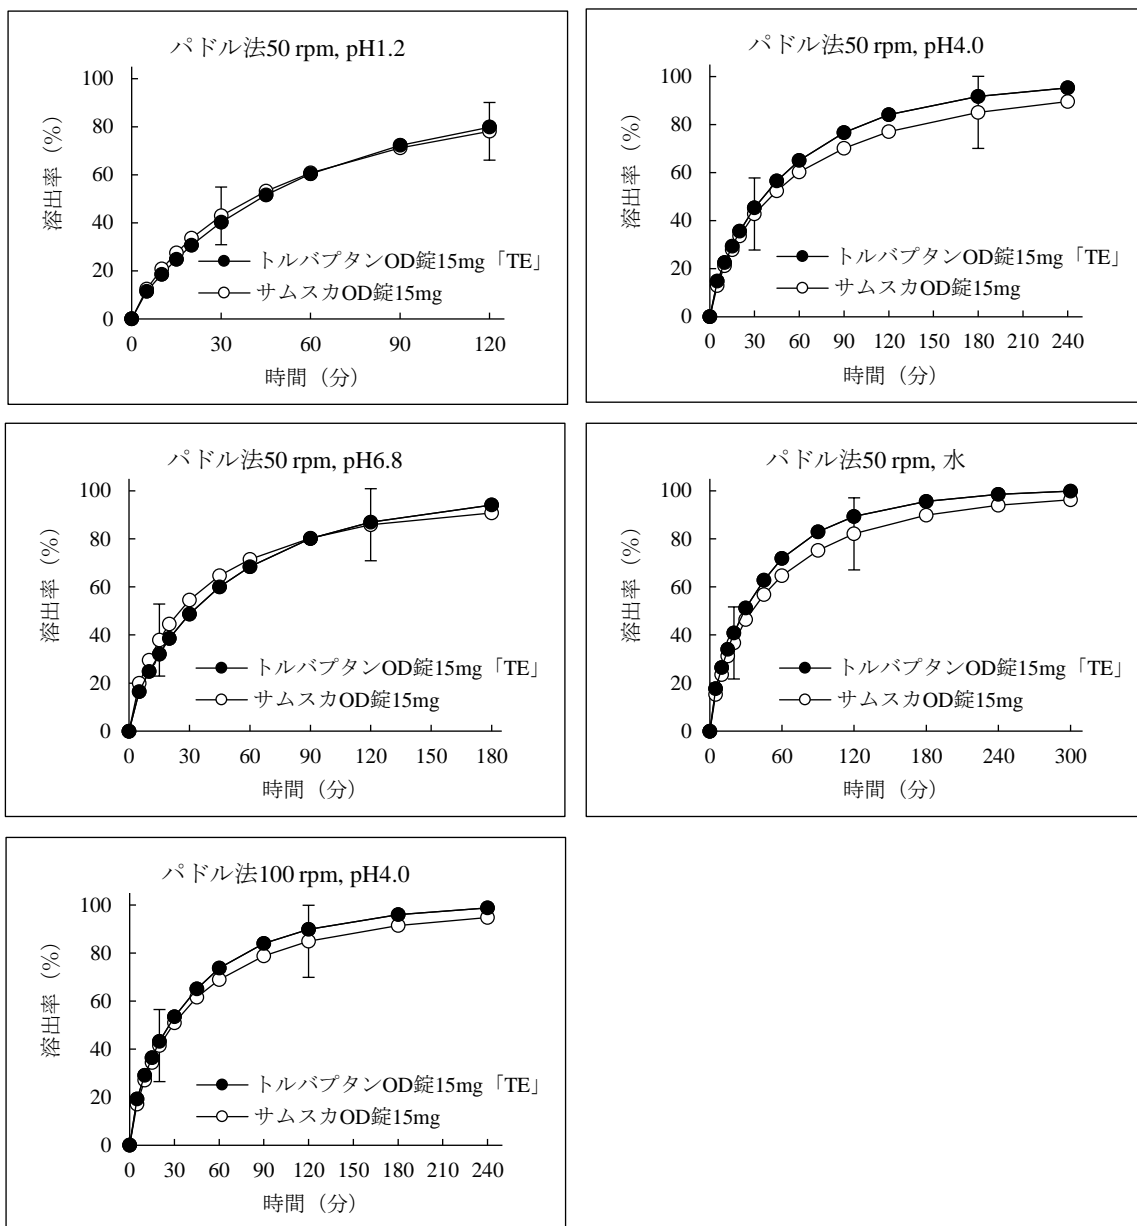 パドル法50 rpm, pH1.2
100
80
60
40
20
0
溶出率（%）
トルバプタンOD錠15mg「TE」
サムスカOD錠15mg
0 30 60 90 120
時間（分）
パドル法50 rpm, pH4.0
100
80
60
40
20
0
溶出率（%）
トルバプタンOD錠15mg「TE」
サムスカOD錠15mg
0 30 60 90 120 150 180 210 240
時間（分）
パドル法50 rpm, pH6.8
100
80
60
40
20
0
溶出率（%）
トルバプタンOD錠15mg「TE」
サムスカOD錠15mg
0 30 60 90 120 150 180
時間（分）
パドル法50 rpm, 水
100
80
60
40
20
0
溶出率（%）
トルバプタンOD錠15mg「TE」
サムスカOD錠15mg
0 60 120 180 240 300
時間（分）
パドル法100 rpm, pH4.0
100
80
60
40
20
0
溶出率（%）
トルバプタンOD錠15mg「TE」
サムスカOD錠15mg
0 30 60 90 120 150 180 210 240
時間（分）